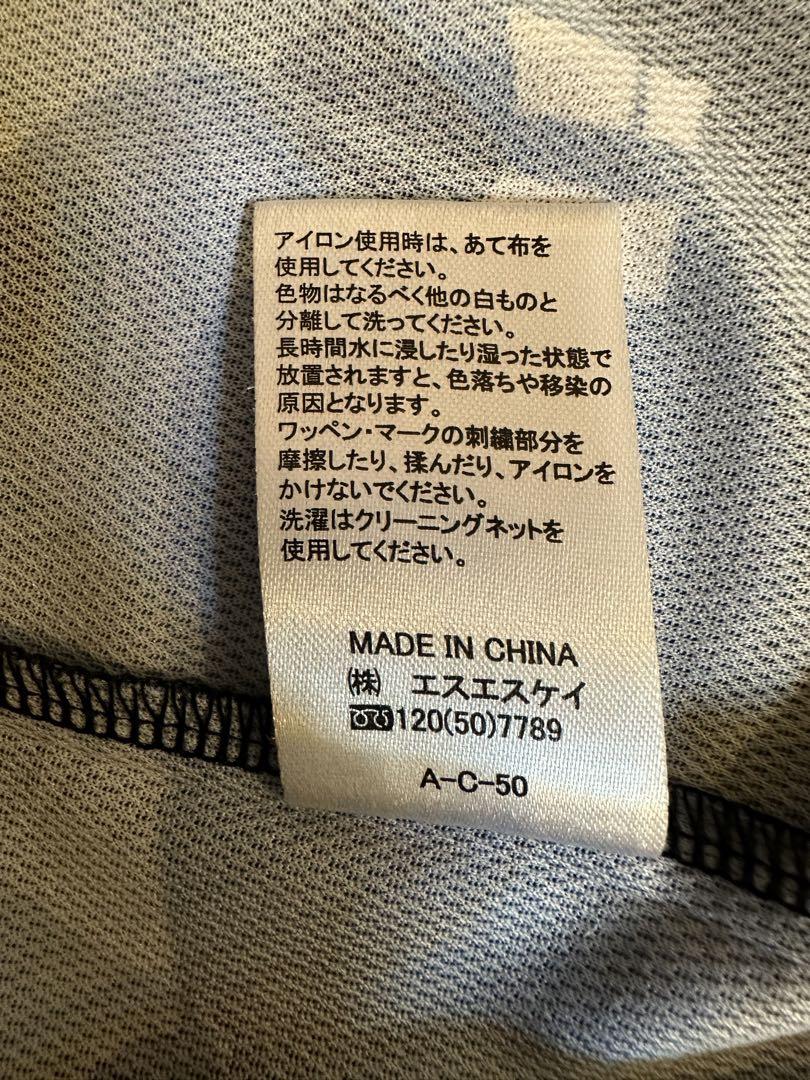 アイロン使用時は、あて布を
使用してください。
色物はなるべく他の白ものと
分離して洗ってください。
長時間水に浸したり湿った状態で
放置されますと、色落ちや移染の
原因となります。
ワッペン・マークの刺繍部分を
摩擦したり、揉んだり、アイロンを
かけないでください。
洗濯はクリーニングネットを
使用してください。
MADE IN CHINA
㈱ エスエスケイ
120(50)7789
A-C-50